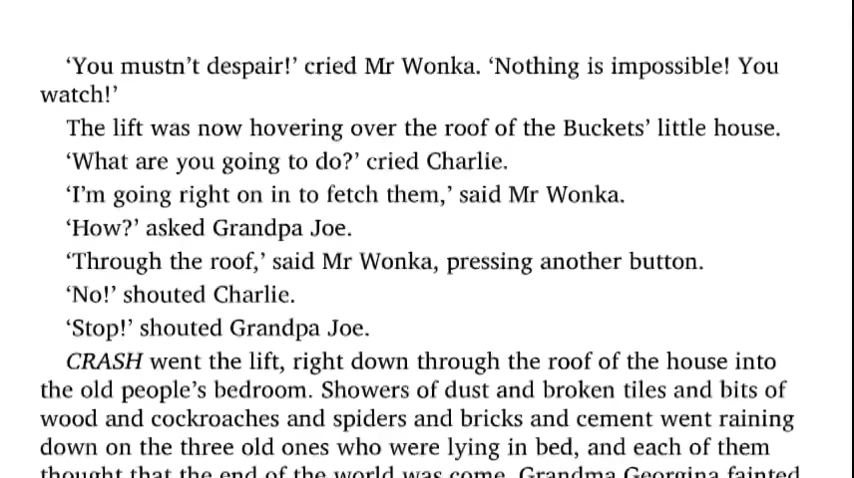 ‘You mustn’t despair!’ cried Mr Wonka. ‘Nothing is impossible! You
watch!’
The lift was now hovering over the roof of the Buckets’ little house.
‘What are you going to do?’ cried Charlie.
‘I’m going right on in to fetch them,’ said Mr Wonka.
‘How?’ asked Grandpa Joe.
‘Through the roof,’ said Mr Wonka, pressing another button.
‘No!’ shouted Charlie.
‘Stop!’ shouted Grandpa Joe.
CRASH went the lift, right down through the roof of the house into
the old people’s bedroom. Showers of dust and broken tiles and bits of
wood and cockroaches and spiders and bricks and cement went raining
down on the three old ones who were lying in bed, and each of them
thought that the end of the world was come. Grandma Georgina fainted